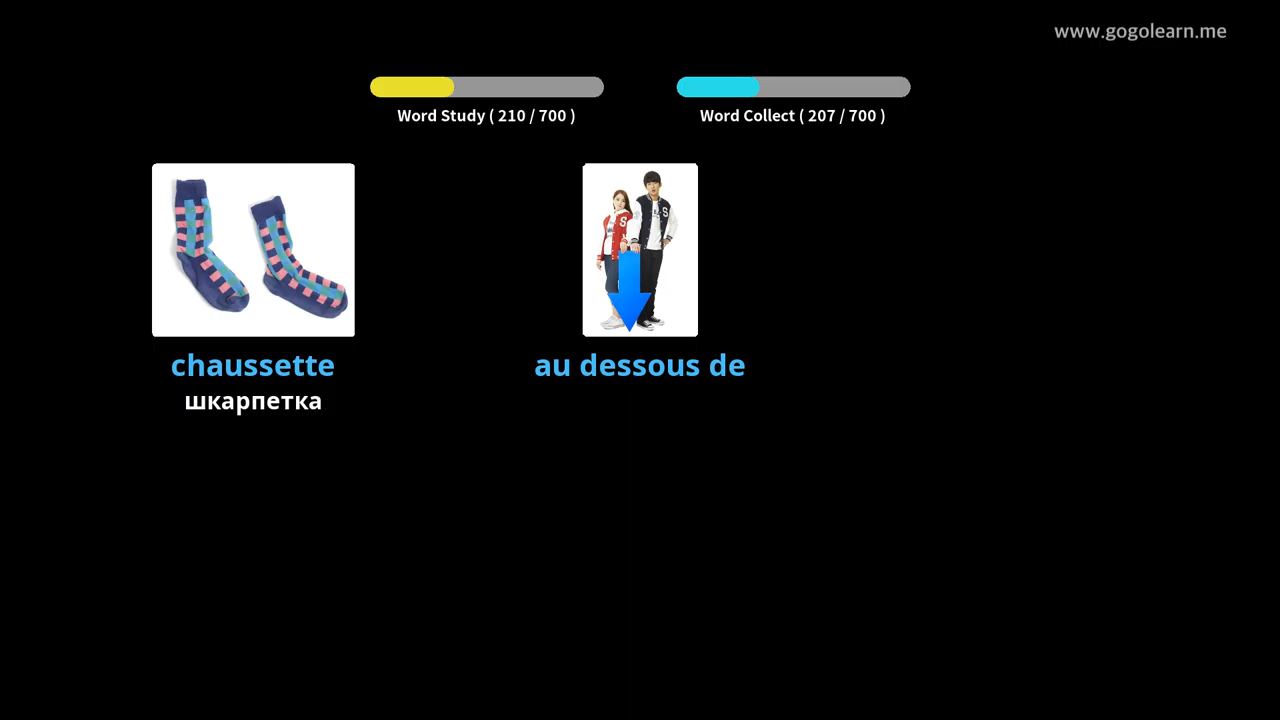 www.gogolearn.me
Word Study ( 210 / 700 )
Word Collect ( 207 / 700 )
chaussette
шкарпетка
au dessous de